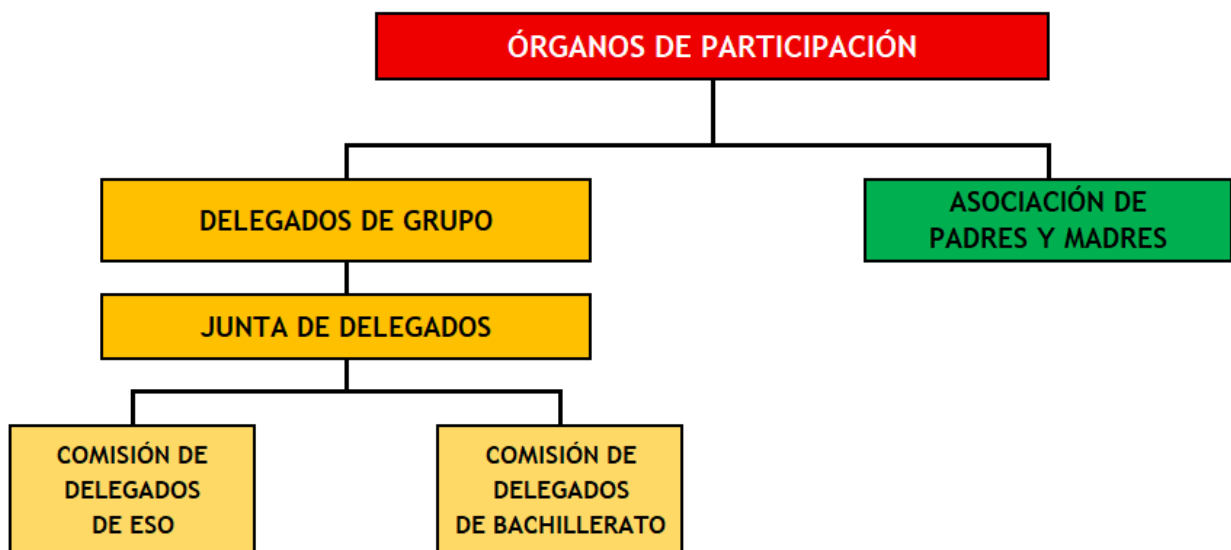 ÓRGANOS DE PARTICIPACIÓN
DELEGADOS DE GRUPO
ASOCIACIÓN DE
PADRES Y MADRES
JUNTA DE DELEGADOS
COMISIÓN DE
DELEGADOS
DE ESO
COMISIÓN DE
DELEGADOS
DE BACHILLERATO